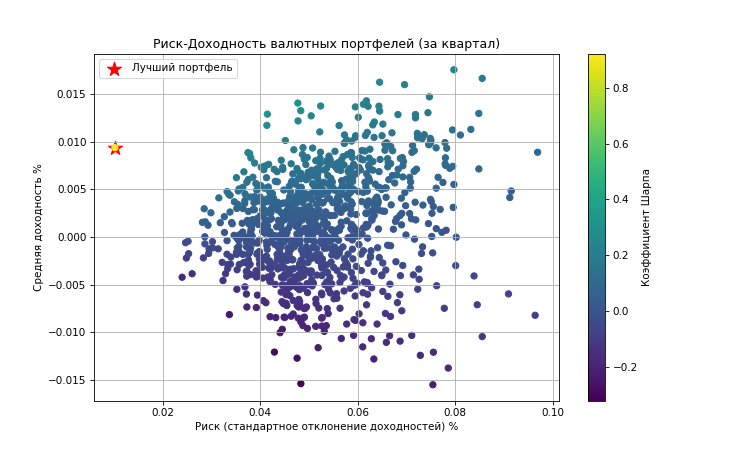 Риск-Доходность валютных портфелей (за квартал)
Лучший портфель
Средняя доходность %
0.015
0.010
0.005
0.000
−0.005
−0.010
−0.015
0.02 0.04 0.06 0.08 0.10
Риск (стандартное отклонение доходностей) %
0.8
0.6
0.4
0.2
0.0
−0.2
Коэффициент Шарпа